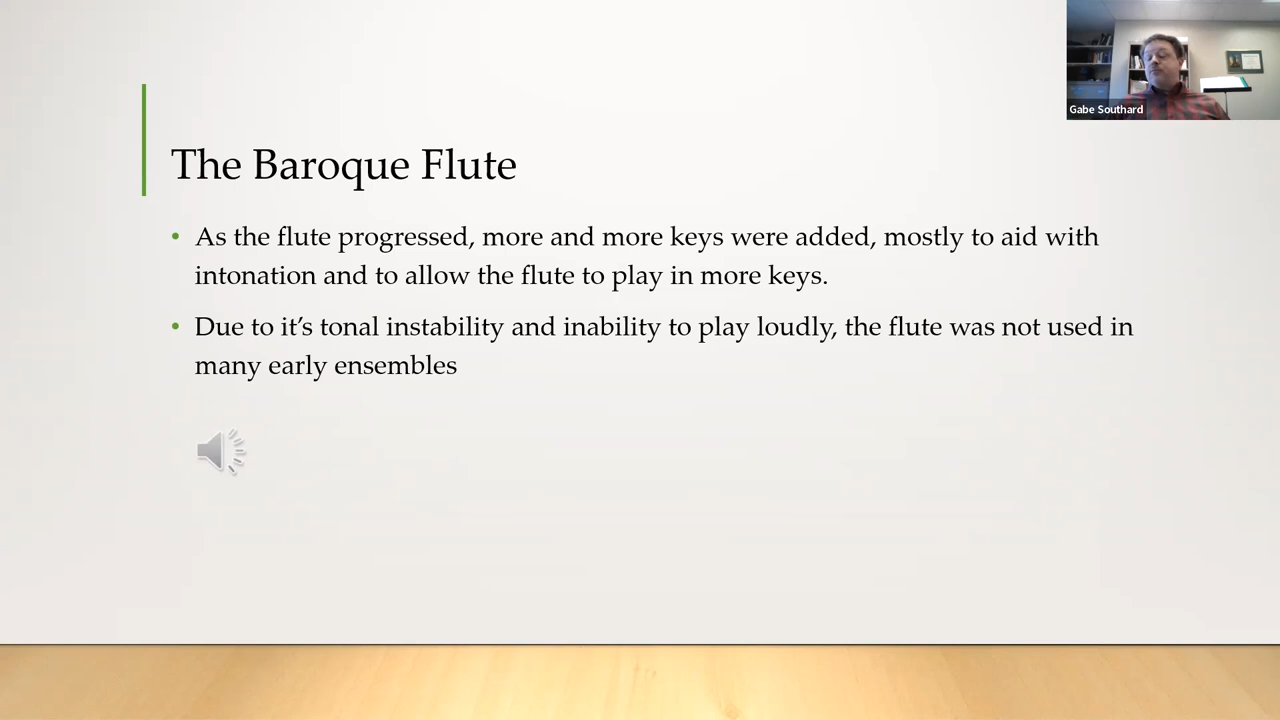 Gabe Southard
The Baroque Flute
• As the flute progressed, more and more keys were added, mostly to aid with
intonation and to allow the flute to play in more keys.
• Due to it’s tonal instability and inability to play loudly, the flute was not used in
many early ensembles